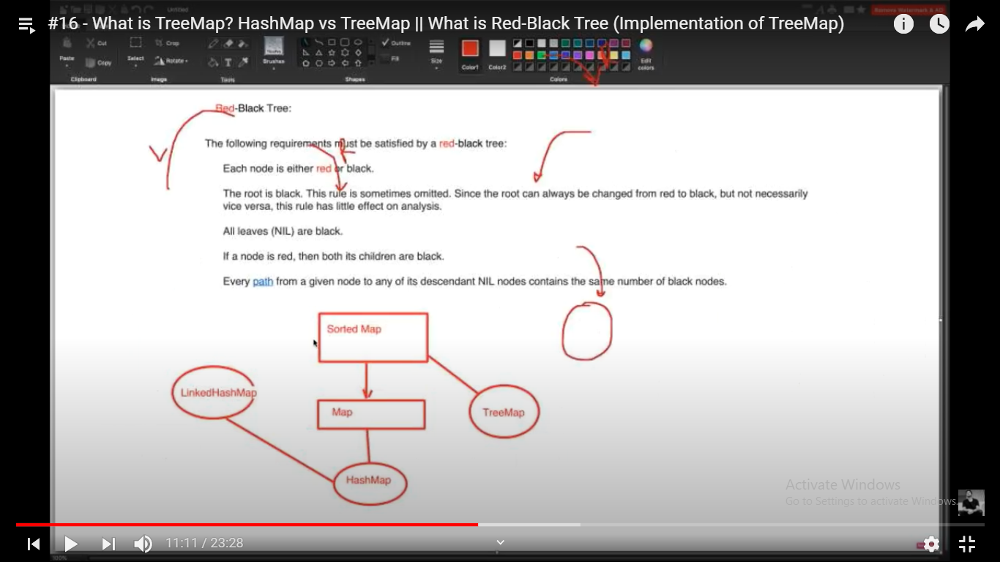 Untitled
#16 - What is TreeMap? HashMap vs TreeMap || What is Red-Black Tree (Implementation of TreeMap)
Paste
Cut
Copy
Clipboard
Select
Crop
Rotate
Image
Tools
Brushes
Shapes
Outline
Fill
Size
Color1
Color2
Edit colors
Colors
Red-Black Tree:
The following requirements must be satisfied by a red-black tree:
Each node is either red or black.
The root is black. This rule is sometimes omitted. Since the root can always be changed from red to black, but not necessarily
vice versa, this rule has little effect on analysis.
All leaves (NIL) are black.
If a node is red, then both its children are black.
Every path from a given node to any of its descendant NIL nodes contains the same number of black nodes.
Sorted Map
LinkedHashMap
Map
TreeMap
HashMap
Activate Windows
Go to Settings to activate Windows.
11:11 / 23:28
100%